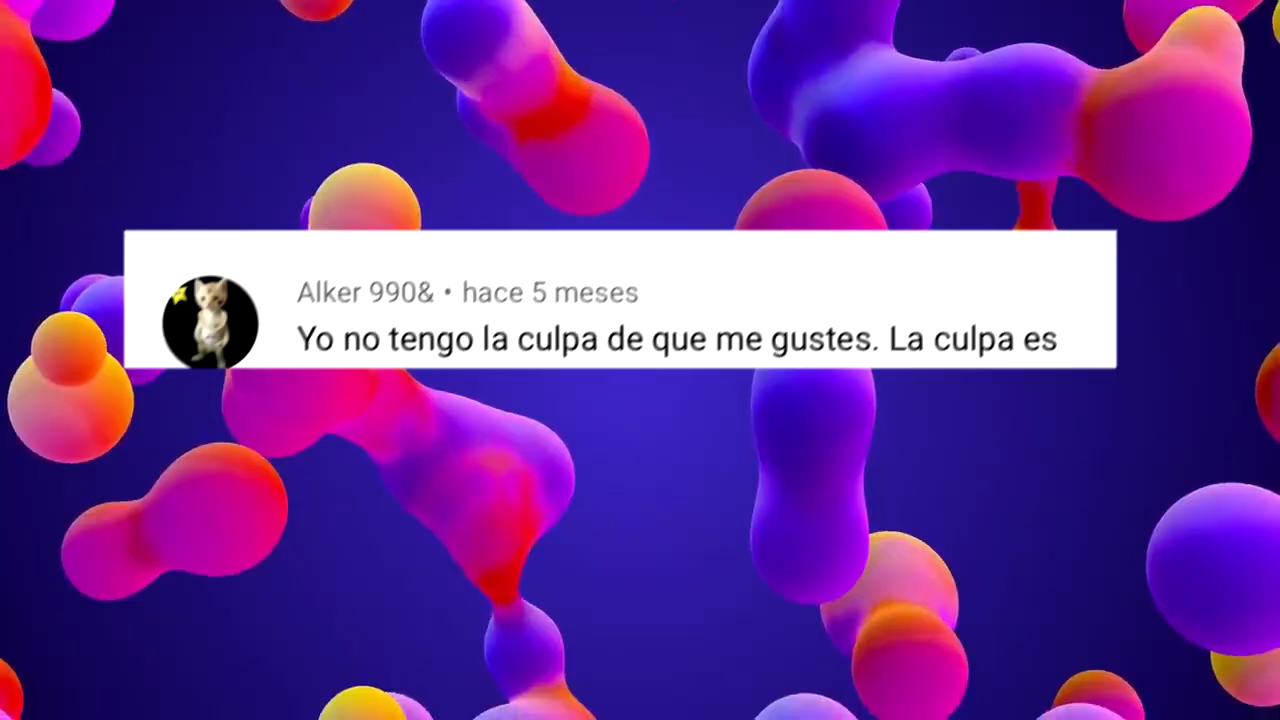 Alker 990& • hace 5 meses
Yo no tengo la culpa de que me gustes. La culpa es